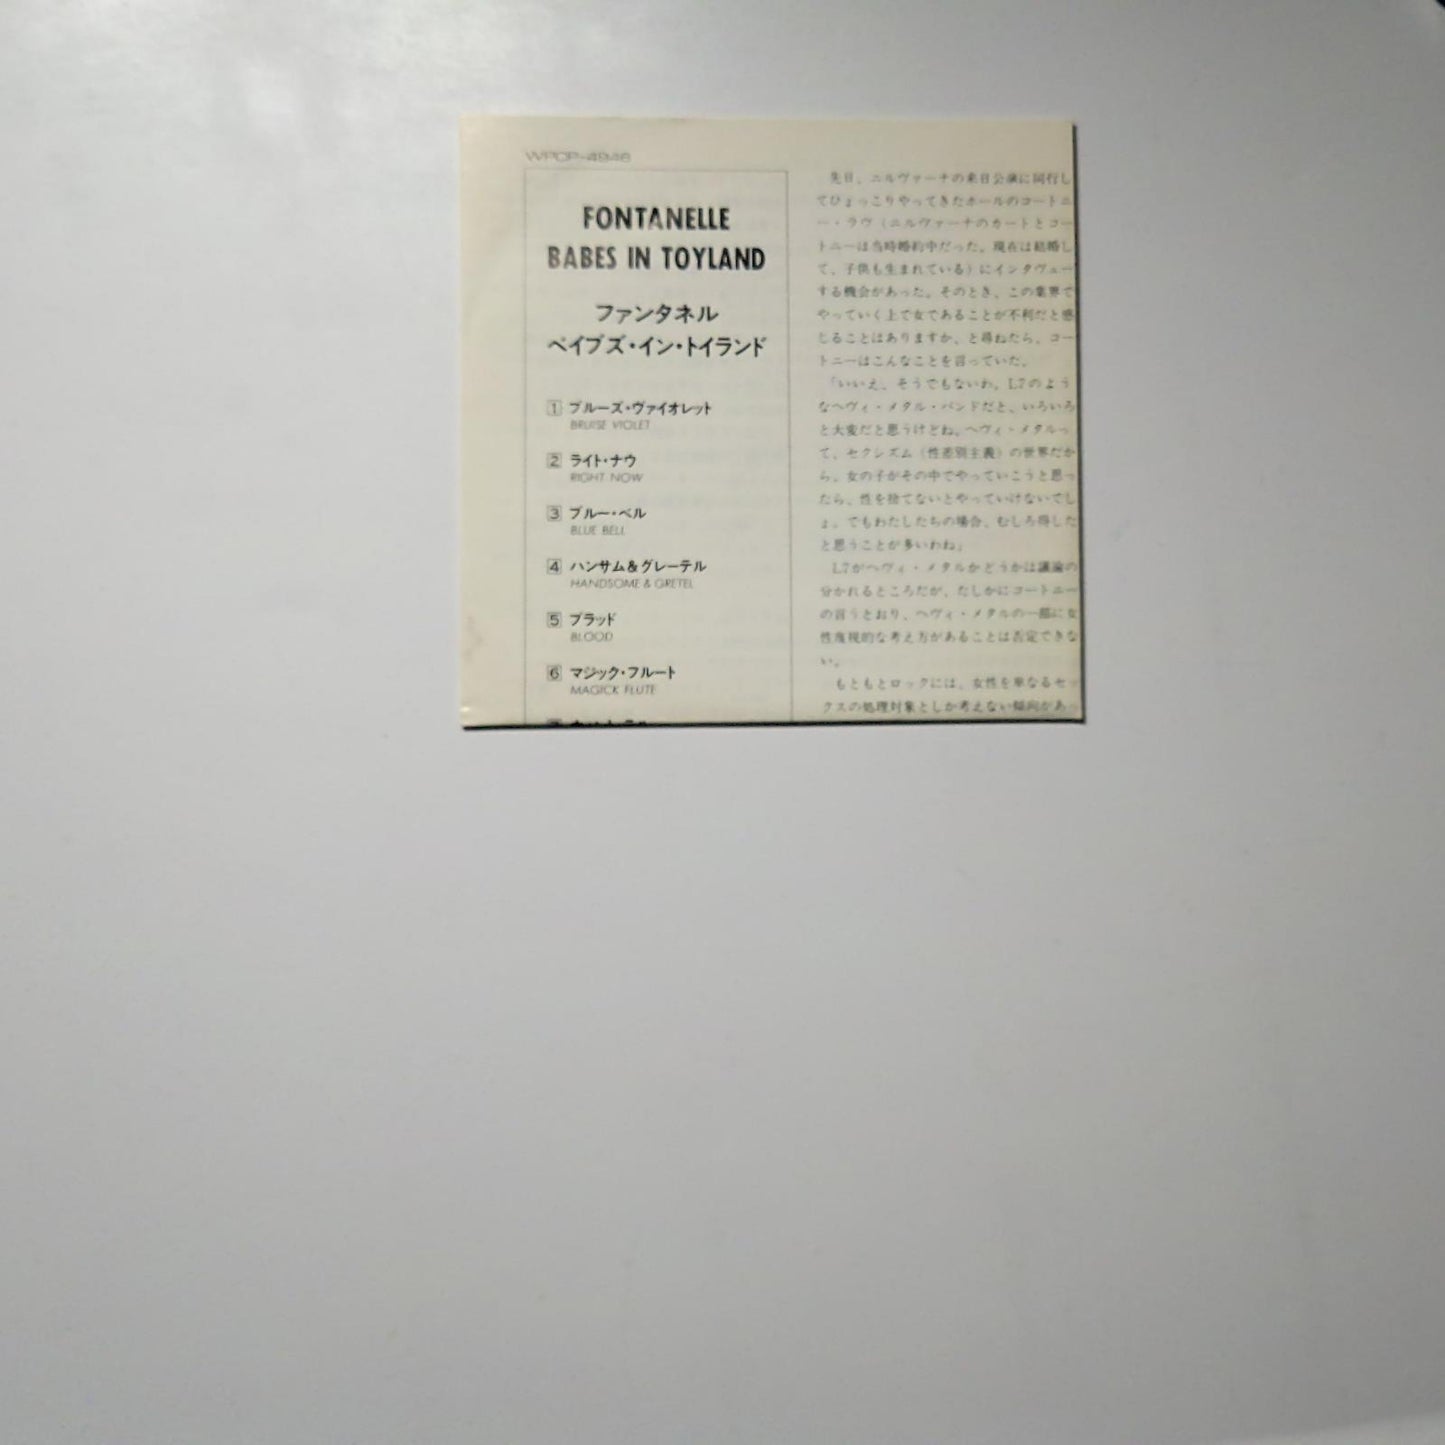 WPCP-4946
FONTANELLE
BABES IN TOYLAND
ファンタネル
ベイブズ・イン・トイランド
1 ブルーズ・ヴァイオレット
BRUISE VIOLET
2 ライト・ナウ
RIGHT NOW
3 ブルー・ベル
BLUE BELL
4 ハンサム&グレーテル
HANDSOME & GRETEL
5 ブラッド
BLOOD
6 マジック・フルート
MAGICK FLUTE
先日、ニルヴァーナの来日公演に同行し
てひょっこりやってきたホールのコートニ
ー・ラヴ(ニルヴァーナのカートとコー
トニーは当時婚約中だった。現在は結婚し
て、子供も生まれている)にインタヴュー
する機会があった。そのとき、この業界で
やっていく上で女であることが不利だと感
じることはありますか、と尋ねたら、コー
トニーはこんなことを言っていた。
「いいえ、そうでもないわ。L7のよう
なヘヴィ・メタル・バンドだと、いろいろ
と大変だと思うけどね。ヘヴィ・メタルっ
て、セクシズム(性差別主義)の世界だか
ら、女の子がその中でやっていこうと思っ
たら、性を捨てないとやっていけないでし
ょ。でもわたしたちの場合、むしろ得した
と思うことが多いわね」
L7がヘヴィ・メタルかどうかは議論の
分かれるところだが、たしかにコートニー
の言うとおり、ヘヴィ・メタルの一部に女
性蔑視的な考え方があることは否定できな
い。
もともとロックには、女性を単なるセッ
クスの処理対象としか考えない傾向があっ